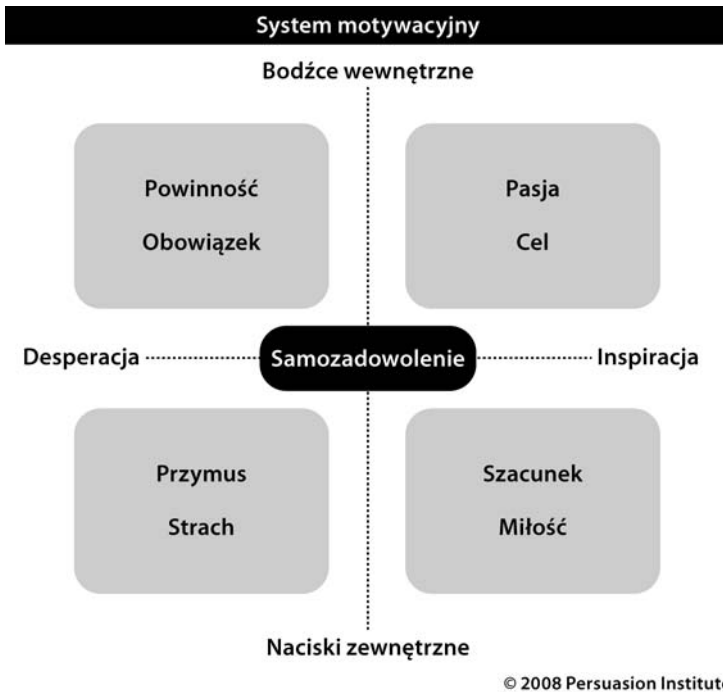 System motywacyjny
Bodźce wewnętrzne
Powinność
Obowiązek
Pasja
Cel
Desperacja
Samozadowolenie
Inspiracja
Przymus
Strach
Szacunek
Miłość
Naciski zewnętrzne
© 2008 Persuasion Institute